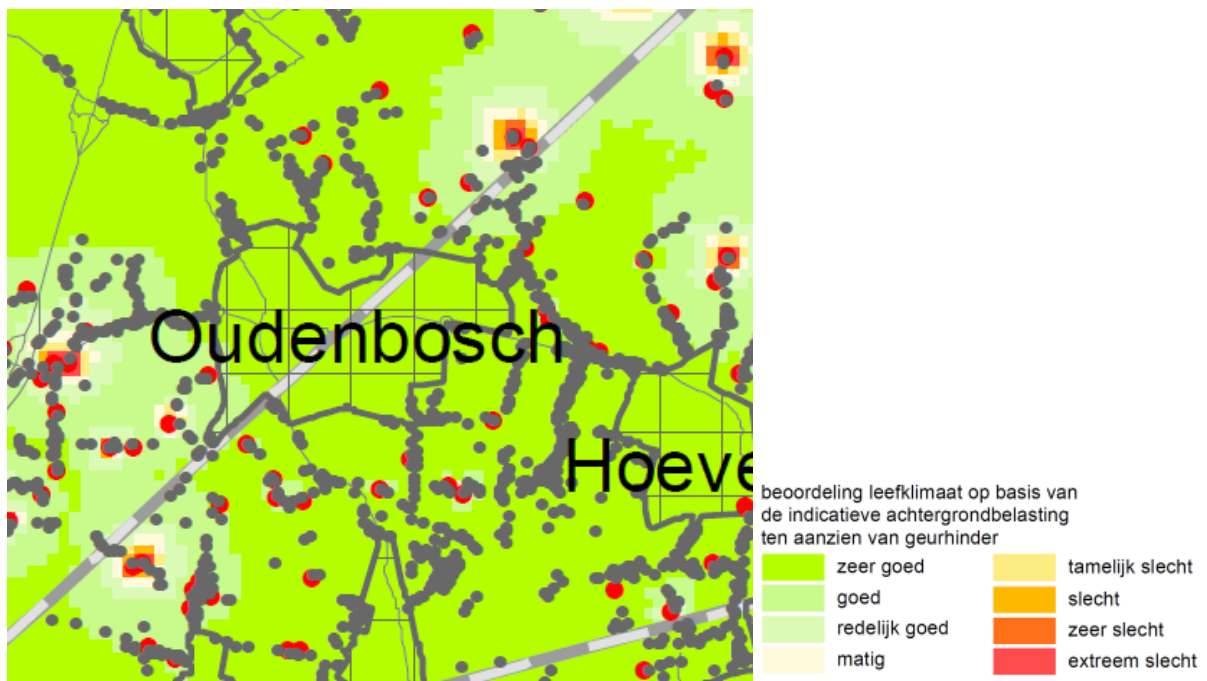 Oudenbosch
Hoeve
beoordeling leefklimaat op basis van
de indicatieve achtergrondbelasting
ten aanzien van geurhinder
zeer goed
goed
redelijk goed
matig
tamelijk slecht
slecht
zeer slecht
extreem slecht